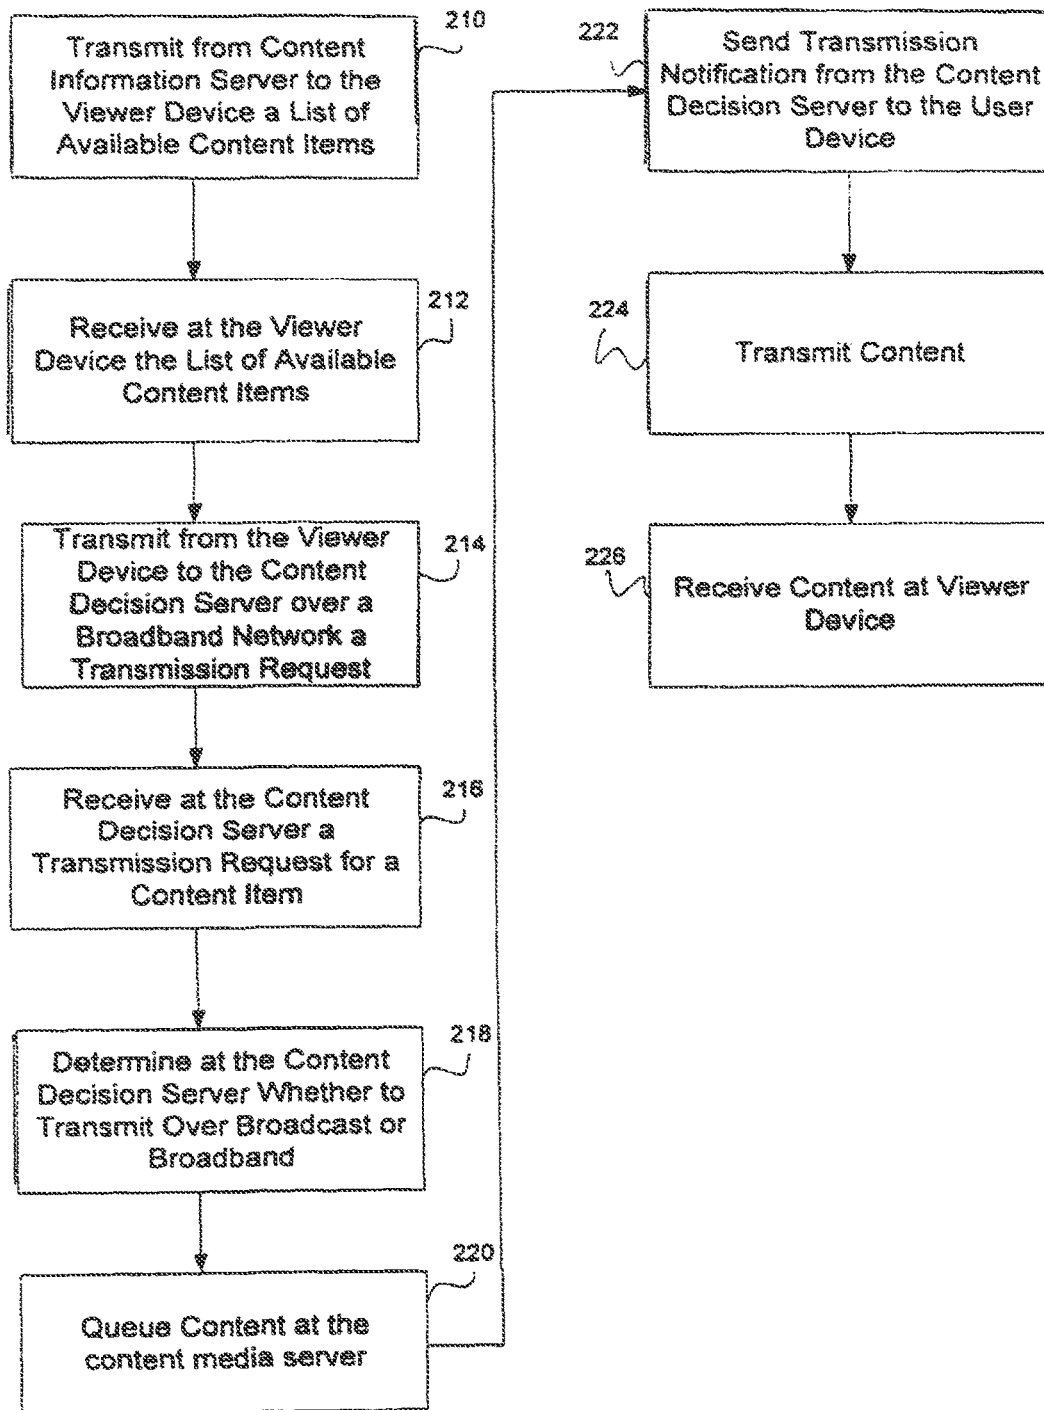 210
Transmit from Content
Information Server to the
Viewer Device a List of
Available Content Items
212
Receive at the Viewer
Device the List of Available
Content Items
214
Transmit from the Viewer
Device to the Content
Decision Server over a
Broadband Network a
Transmission Request
216
Receive at the Content
Decision Server a
Transmission Request for a
Content Item
218
Determine at the Content
Decision Server Whether to
Transmit Over Broadcast or
Broadband
220
Queue Content at the
content media server
222
Send Transmission
Notification from the Content
Decision Server to the User
Device
224
Transmit Content
226
Receive Content at Viewer
Device